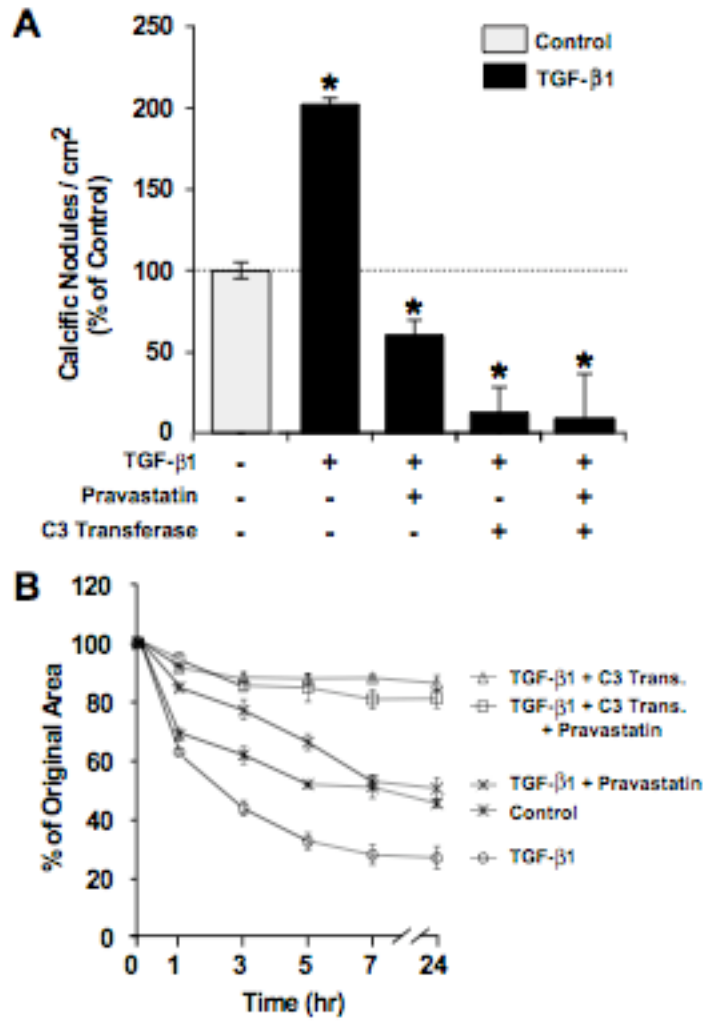 A
Control
TGF-β1
Calcific Nodules / cm²
(% of Control)
250
200
150
100
50
0
* * * *
TGF-β1 - + + + +
Pravastatin - - + - +
C3 Transferase - - - + +
B
% of Original Area
120
100
80
60
40
20
0
0 1 3 5 7 24
Time (hr)
TGF-β1 + C3 Trans.
TGF-β1 + C3 Trans.
+ Pravastatin
TGF-β1 + Pravastatin
Control
TGF-β1